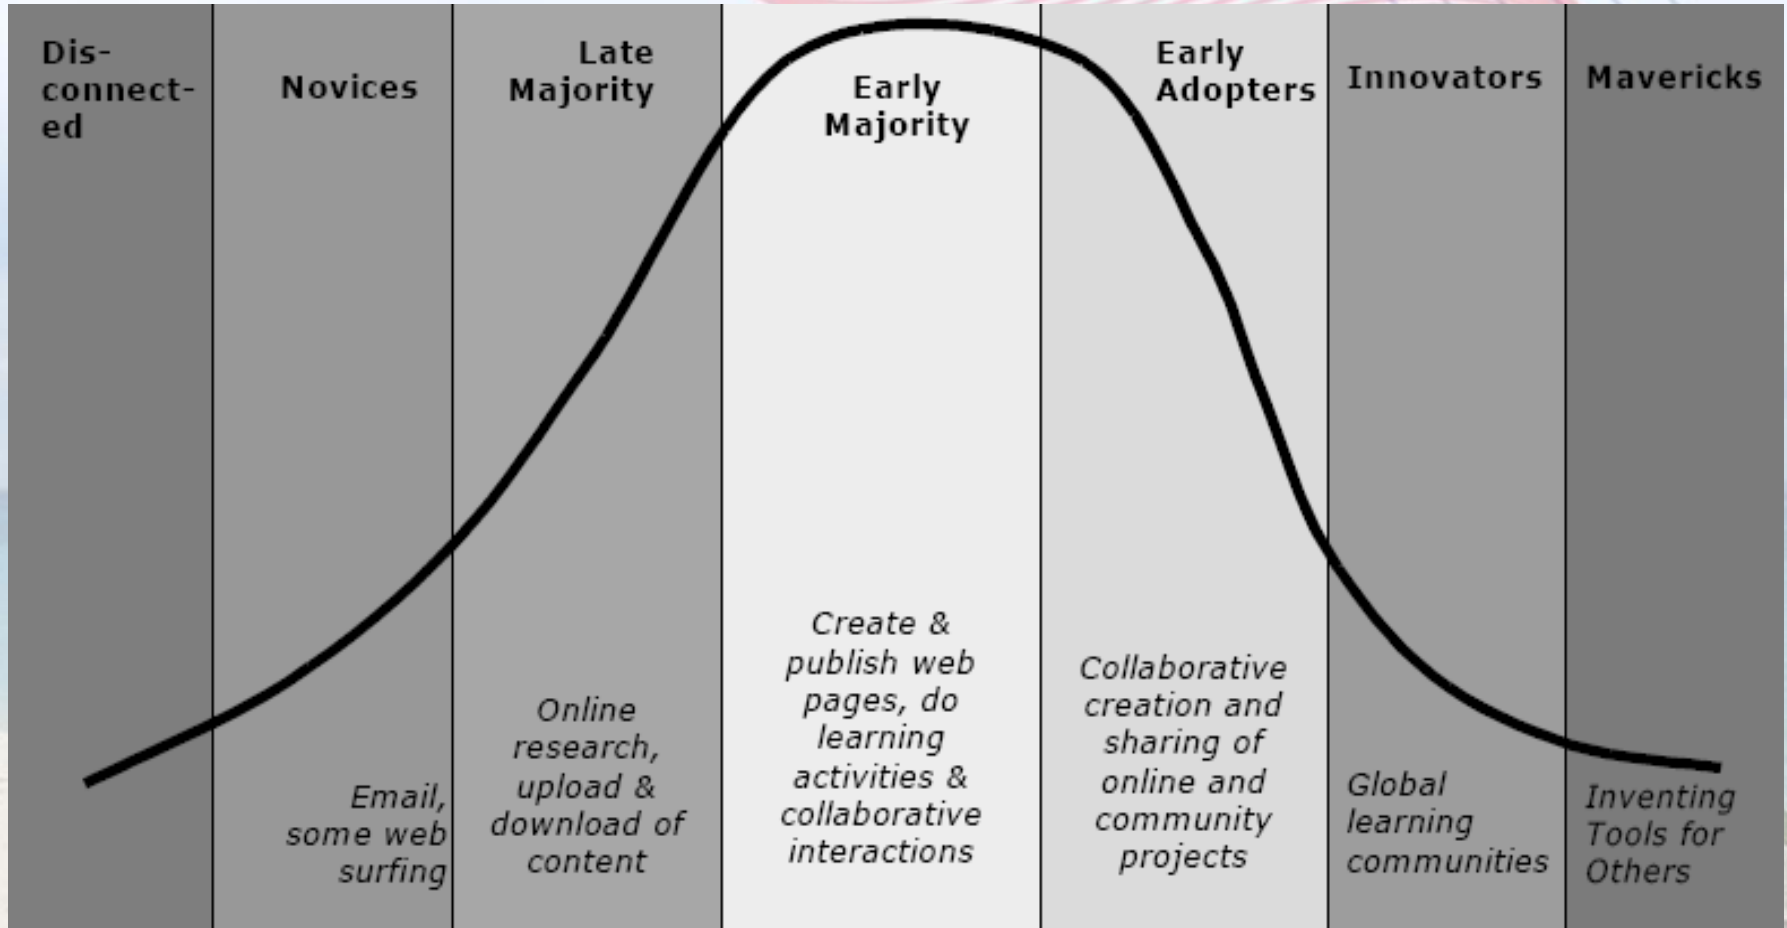 Dis-
connect-
ed
Novices
Late
Majority
Early
Majority
Early
Adopters
Innovators
Mavericks
Email,
some web
surfing
Online
research,
upload &
download of
content
Create &
publish web
pages, do
learning
activities &
collaborative
interactions
Collaborative
creation and
sharing of
online and
community
projects
Global
learning
communities
Inventing
Tools for
Others